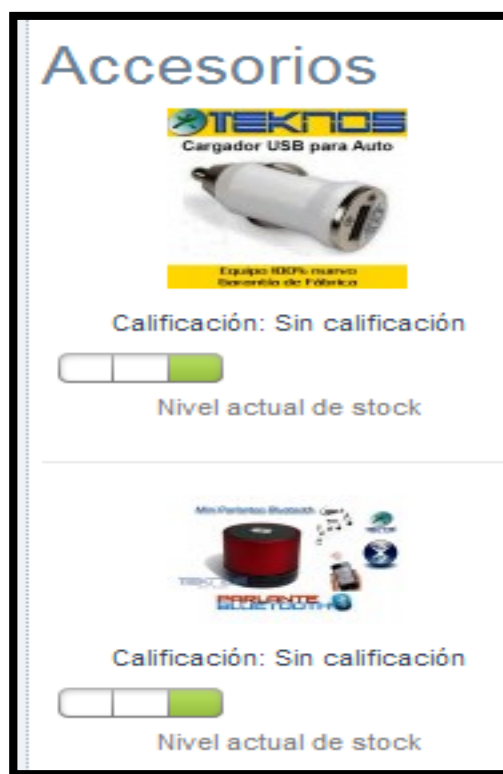 Accesorios
TEKNOS
Cargador USB para Auto
Equipo 100% nuevo
Garantía de Fábrica
Calificación: Sin calificación
Nivel actual de stock
Mini Parlantes Bluetooth
TEKNOS
PARLANTE
BLUETOOTH
Calificación: Sin calificación
Nivel actual de stock